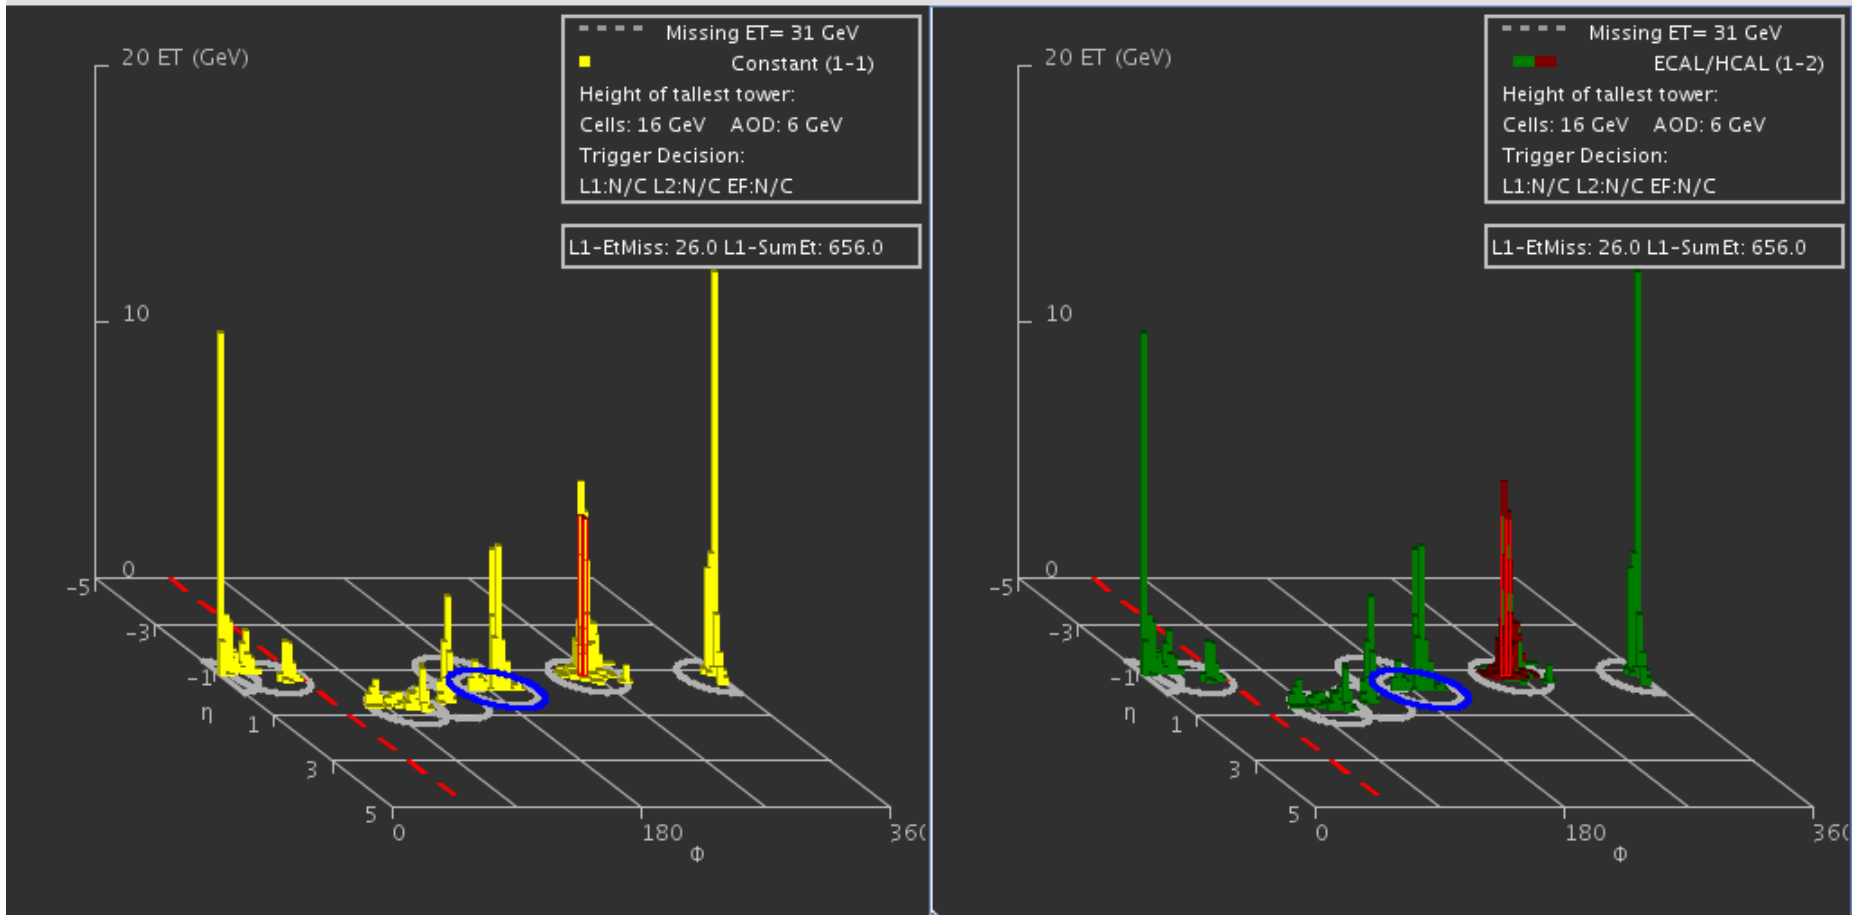 Missing ET= 31 GeV
Constant (1-1)
Height of tallest tower:
Cells: 16 GeV AOD: 6 GeV
Trigger Decision:
L1:N/C L2:N/C EF:N/C
L1-EtMiss: 26.0 L1-SumEt: 656.0
20 ET (GeV)
10
0
-5
-3
-1
η
1
3
5
0
180
360
Φ
Missing ET= 31 GeV
ECAL/HCAL (1-2)
Height of tallest tower:
Cells: 16 GeV AOD: 6 GeV
Trigger Decision:
L1:N/C L2:N/C EF:N/C
L1-EtMiss: 26.0 L1-SumEt: 656.0
20 ET (GeV)
10
0
-5
-3
-1
η
1
3
5
0
180
360
Φ